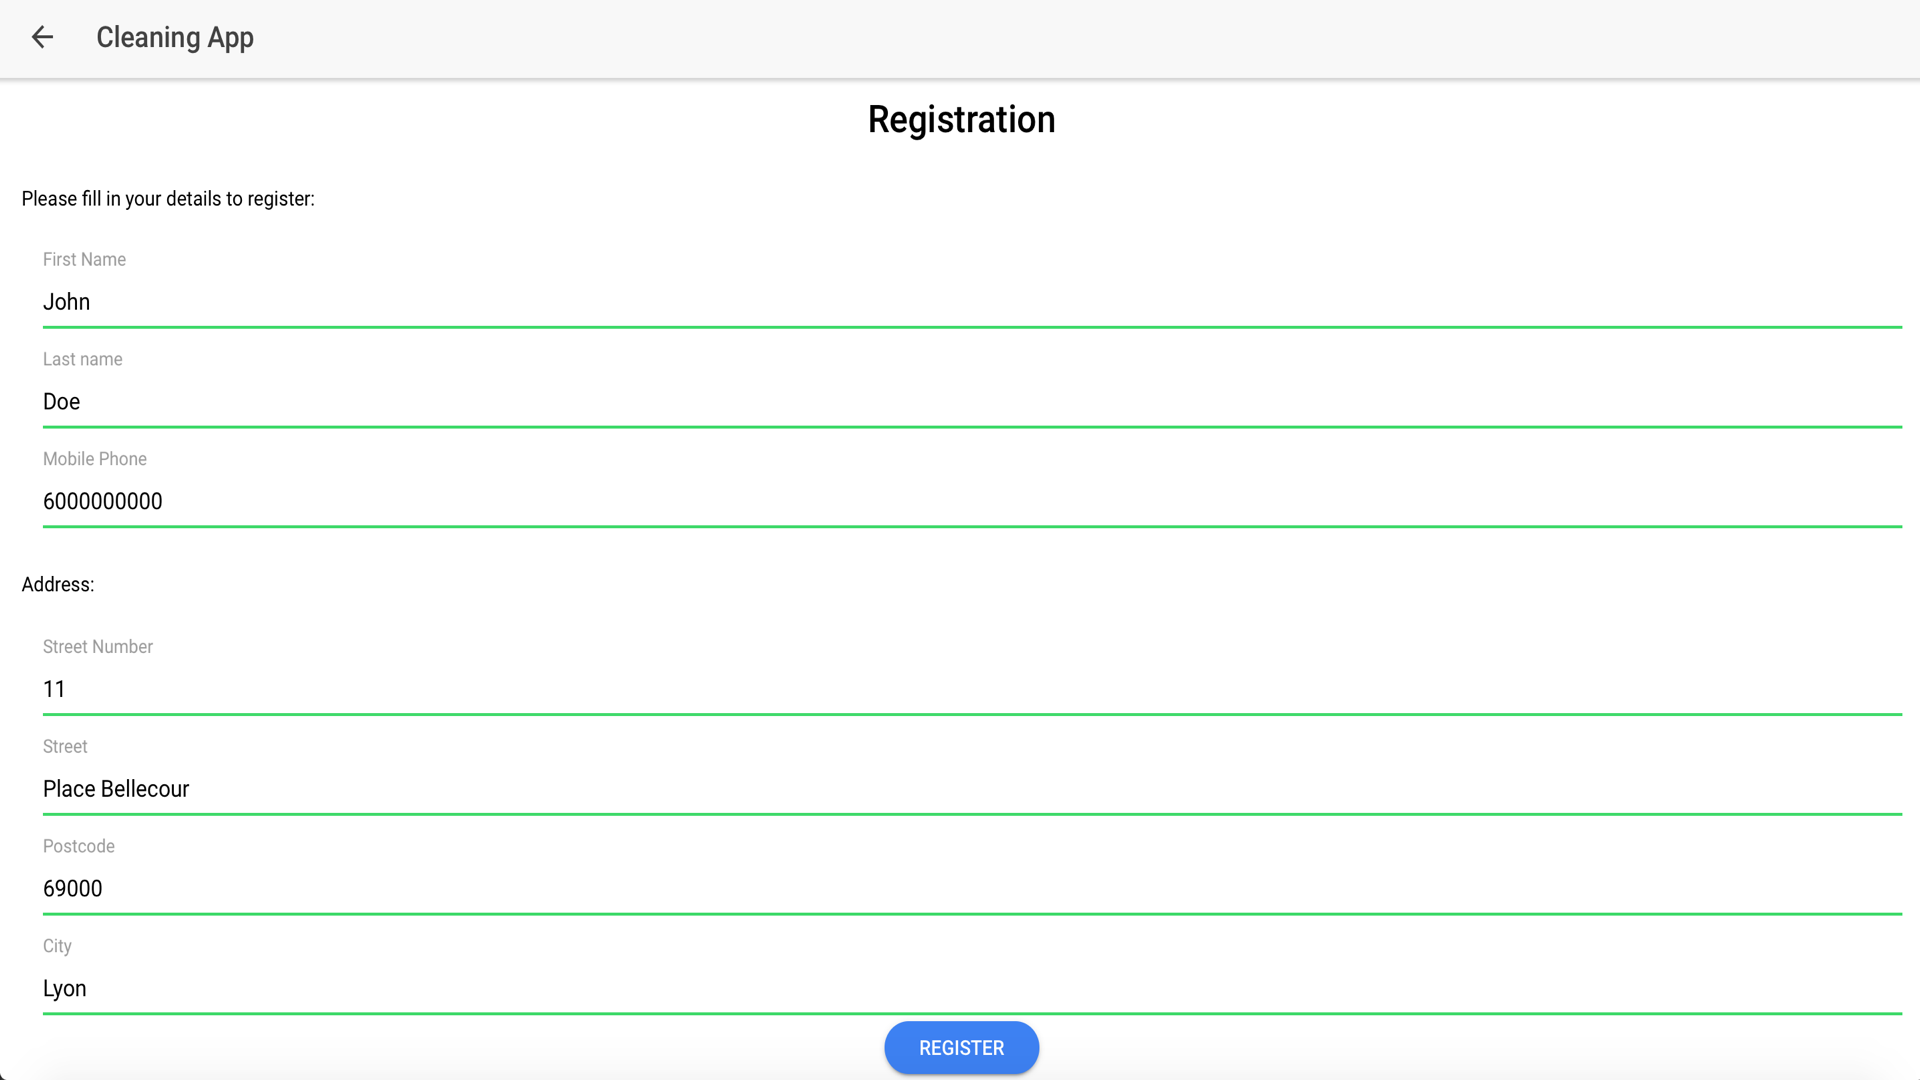 Cleaning App
Registration
Please fill in your details to register:
First Name
John
Last name
Doe
Mobile Phone
6000000000
Address:
Street Number
11
Street
Place Bellecour
Postcode
69000
City
Lyon
REGISTER